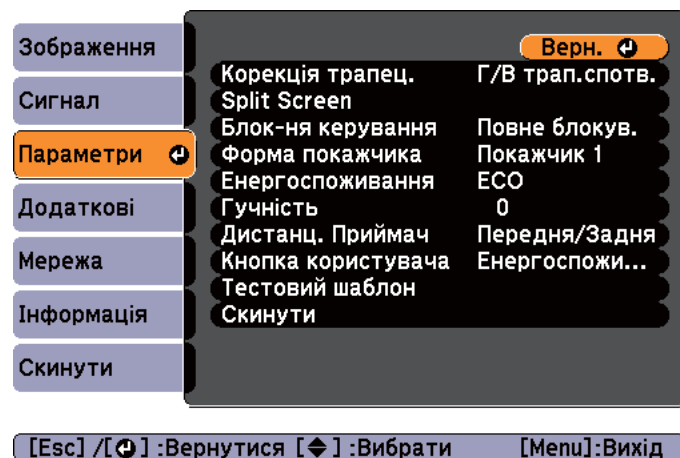 Зображення
Сигнал
Параметри
Додаткові
Мережа
Інформація
Скинути
Верн.
Корекція трапец. Г/В трап.спотв.
Split Screen
Блок-ня керування Повне блокув.
Форма покажчика Покажчик 1
Енергоспоживання ECO
Гучність 0
Дистанц. Приймач Передня/Задня
Кнопка користувача Енергоспожи...
Тестовий шаблон
Скинути
[Esc] /[⏎] :Вернутися [◆] :Вибрати [Menu]:Вихід